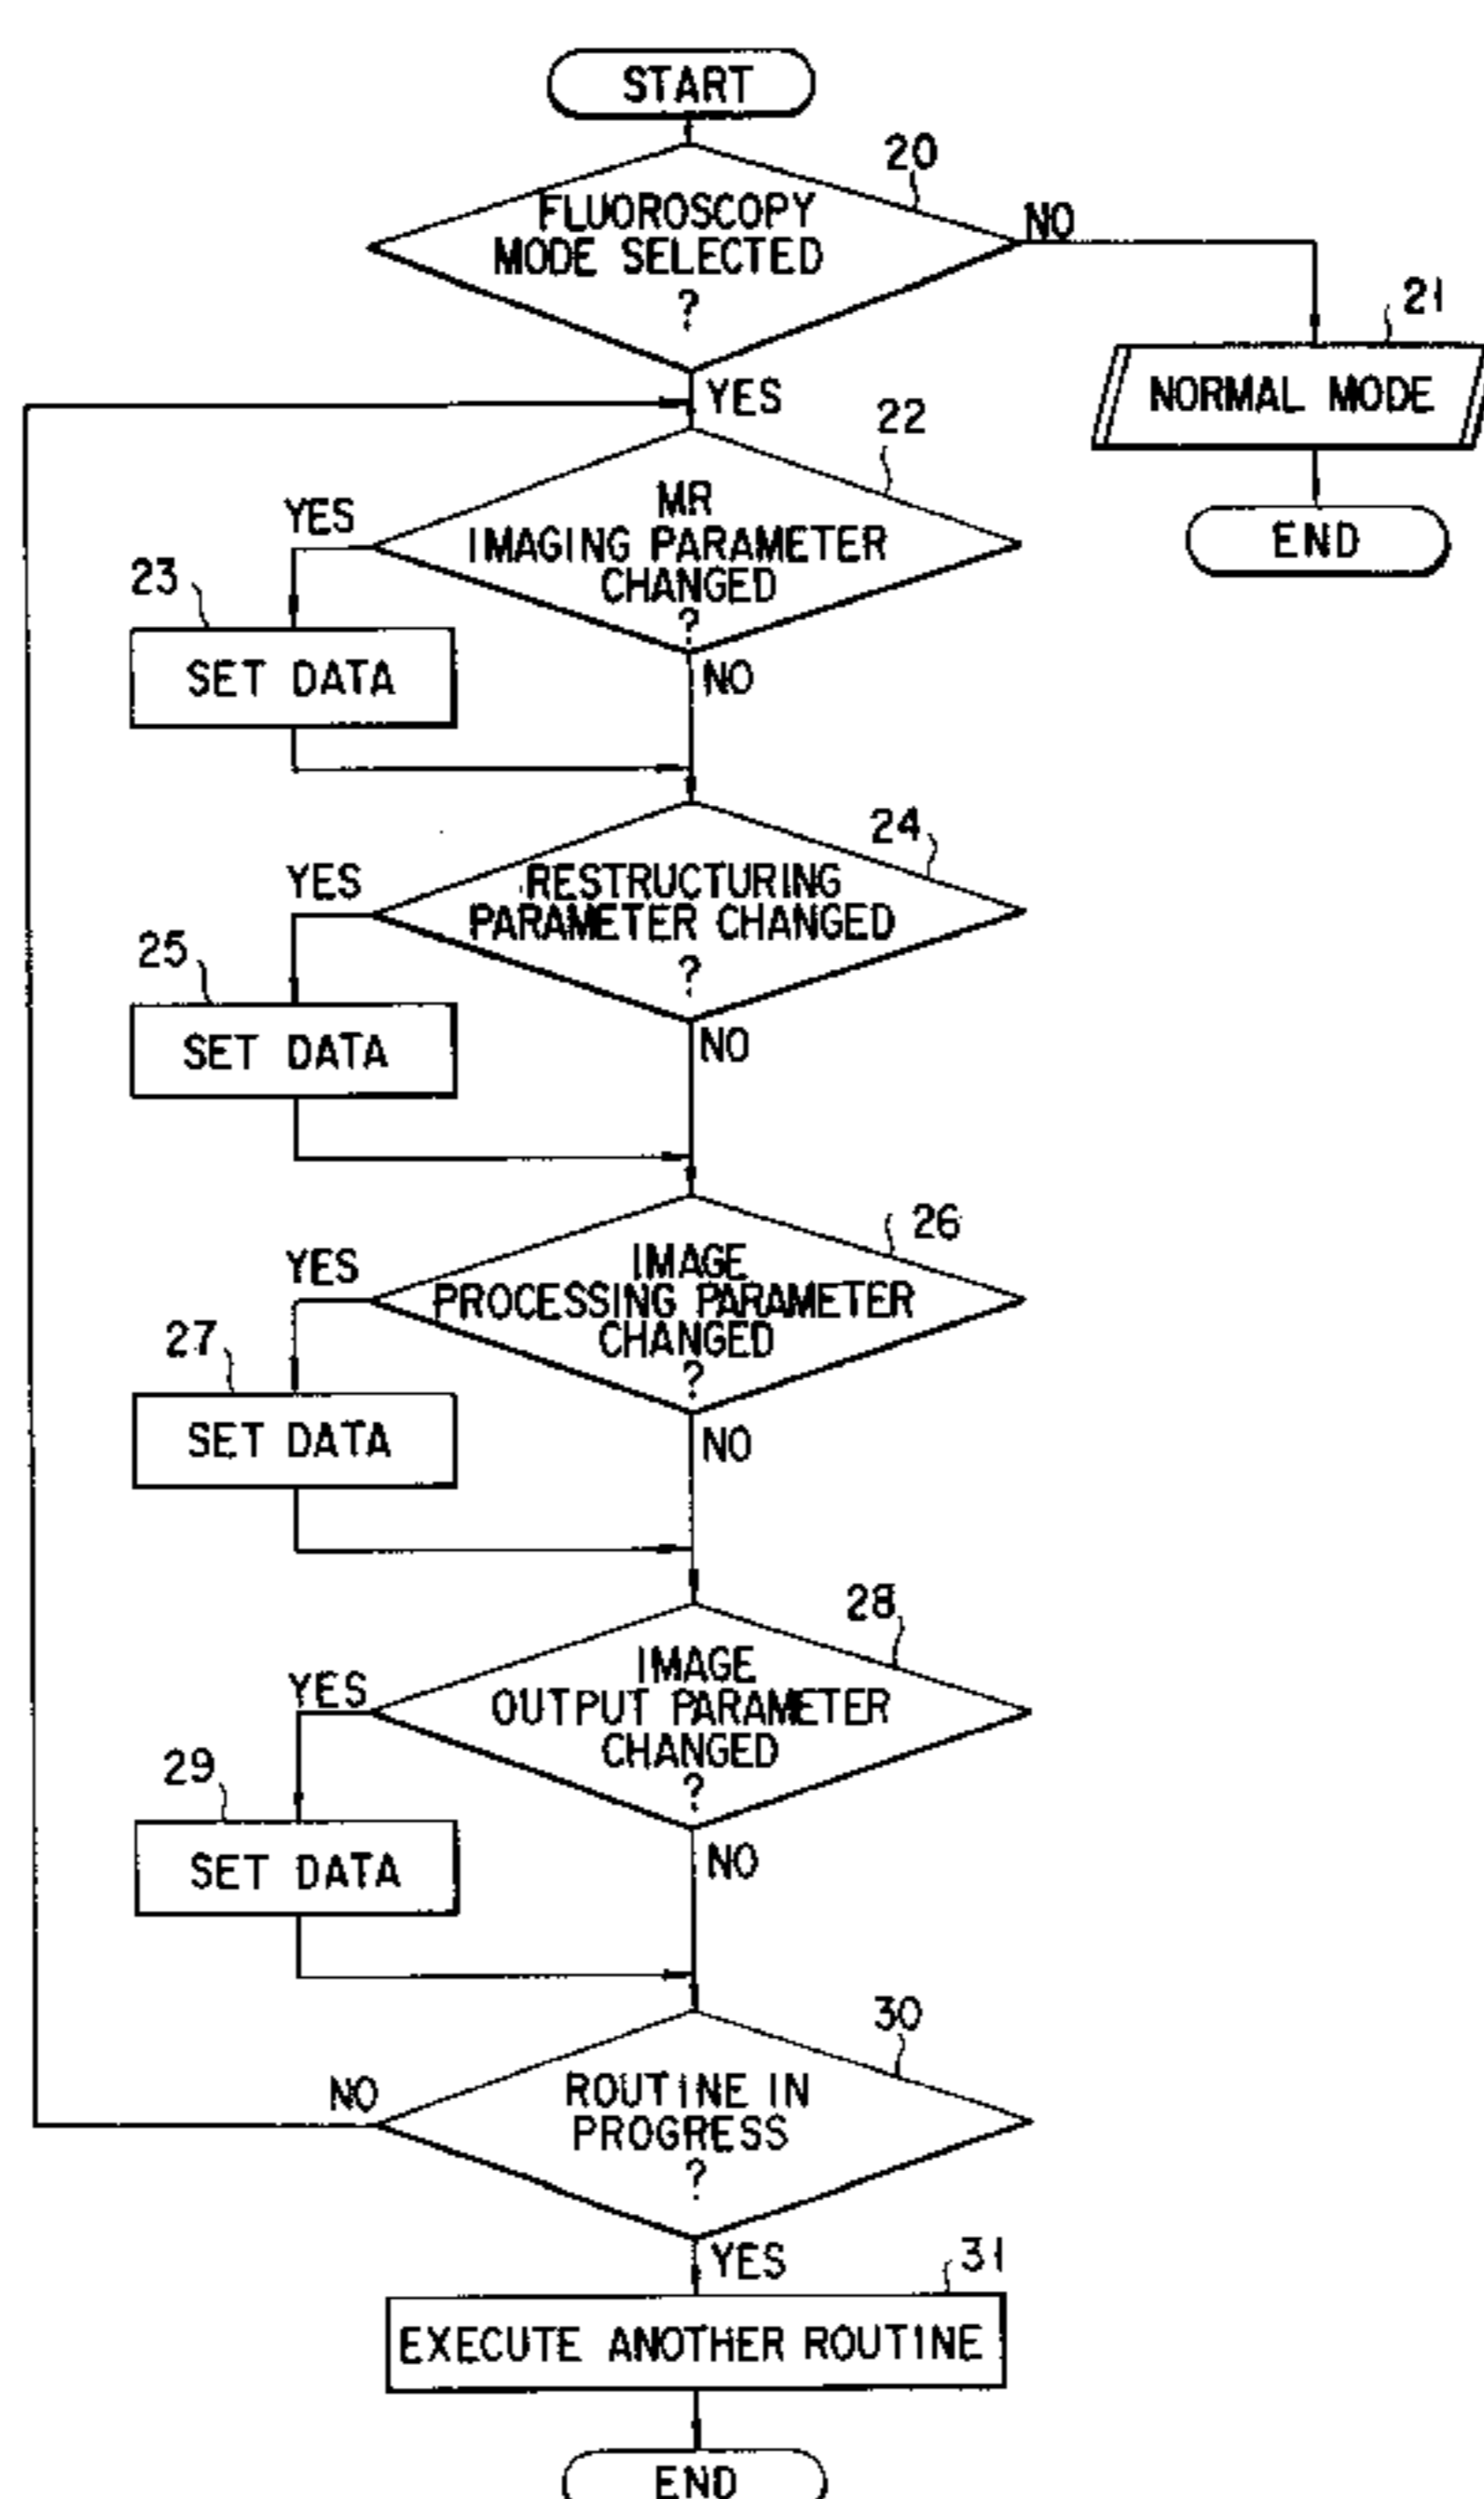 START
20
FLUOROSCOPY
MODE SELECTED
?
NO
21
NORMAL MODE
END
YES
22
MR
IMAGING PARAMETER
CHANGED
?
YES
23
SET DATA
NO
24
RESTRUCTURING
PARAMETER CHANGED
?
YES
25
SET DATA
NO
26
IMAGE
PROCESSING PARAMETER
CHANGED
?
YES
27
SET DATA
NO
28
IMAGE
OUTPUT PARAMETER
CHANGED
?
YES
29
SET DATA
NO
30
ROUTINE IN
PROGRESS
?
NO
YES
31
EXECUTE ANOTHER ROUTINE
END